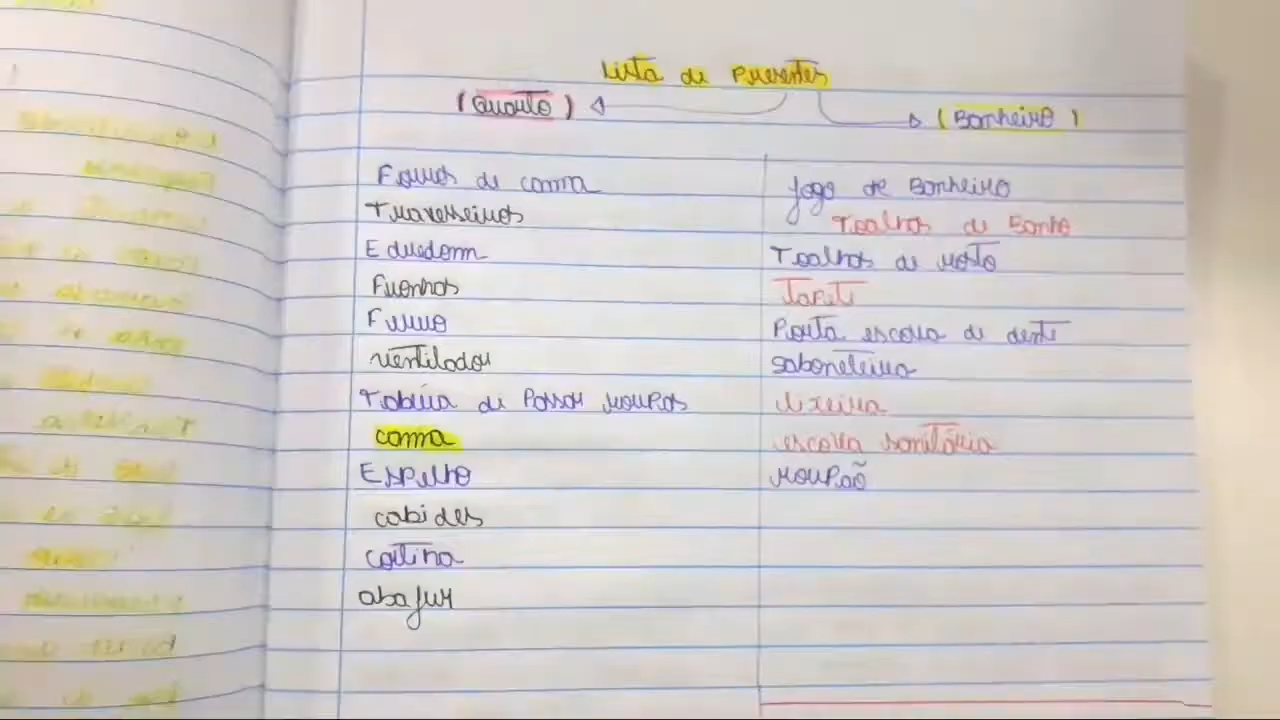 Lista de Presentes
(Quarto)
(Banheiro)
Forros de cama
Travesseiros
Eduedom
Fronhas
Ferro
ventilador
Tabúa de Passar roupas
cama
Espelho
cabides
cortina
abajur
Jogo de Banheiro
Toalhas de Banho
Toalhas de rosto
Tapete
Porta escova de dente
saboneteira
lixeira
escova sanitária
roupão